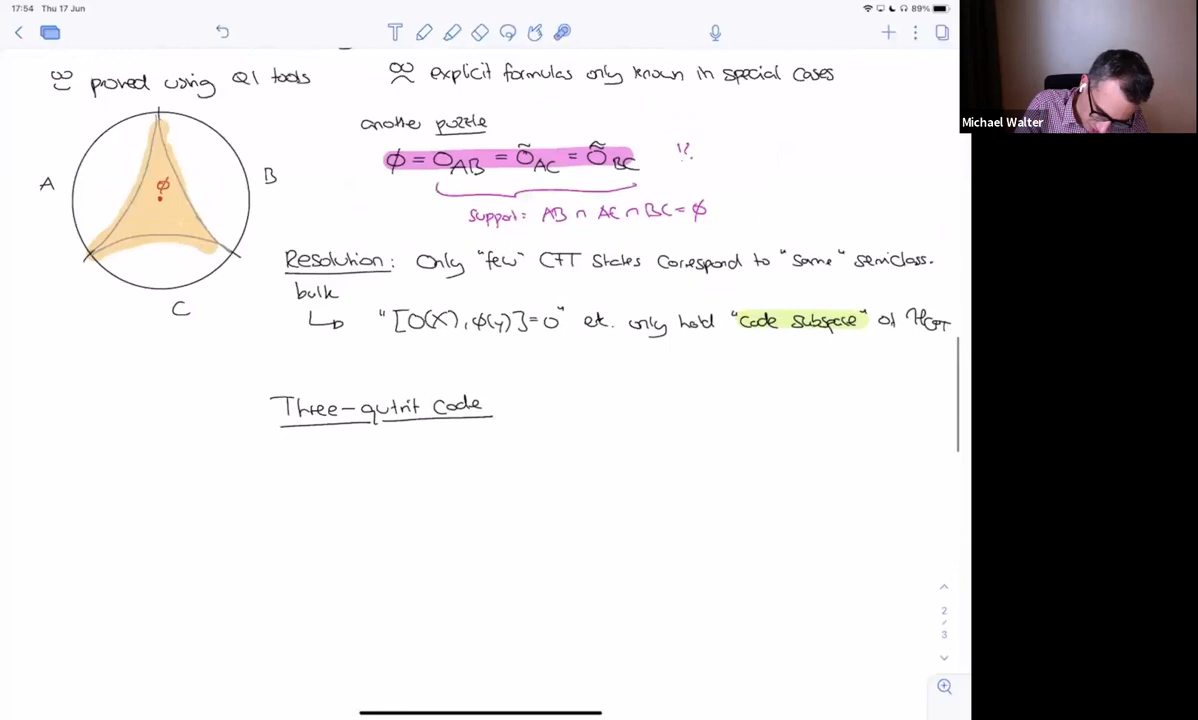 17:54 Thu 17 Jun
89%
proved using QI tools
explicit formulas only known in special cases
another puzzle
ϕ = O_AB = Õ_AC = Õ_BC !?
support: AB ∩ AC ∩ BC = ∅
A
B
C
ϕ
Resolution: Only "few" CFT states correspond to "same" semiclass.
bulk
↳ "[O(X), ϕ(y)]=0" etc. only hold "code subspace" of H_CFT
Three-qutrit code
Michael Walter
2
/
3